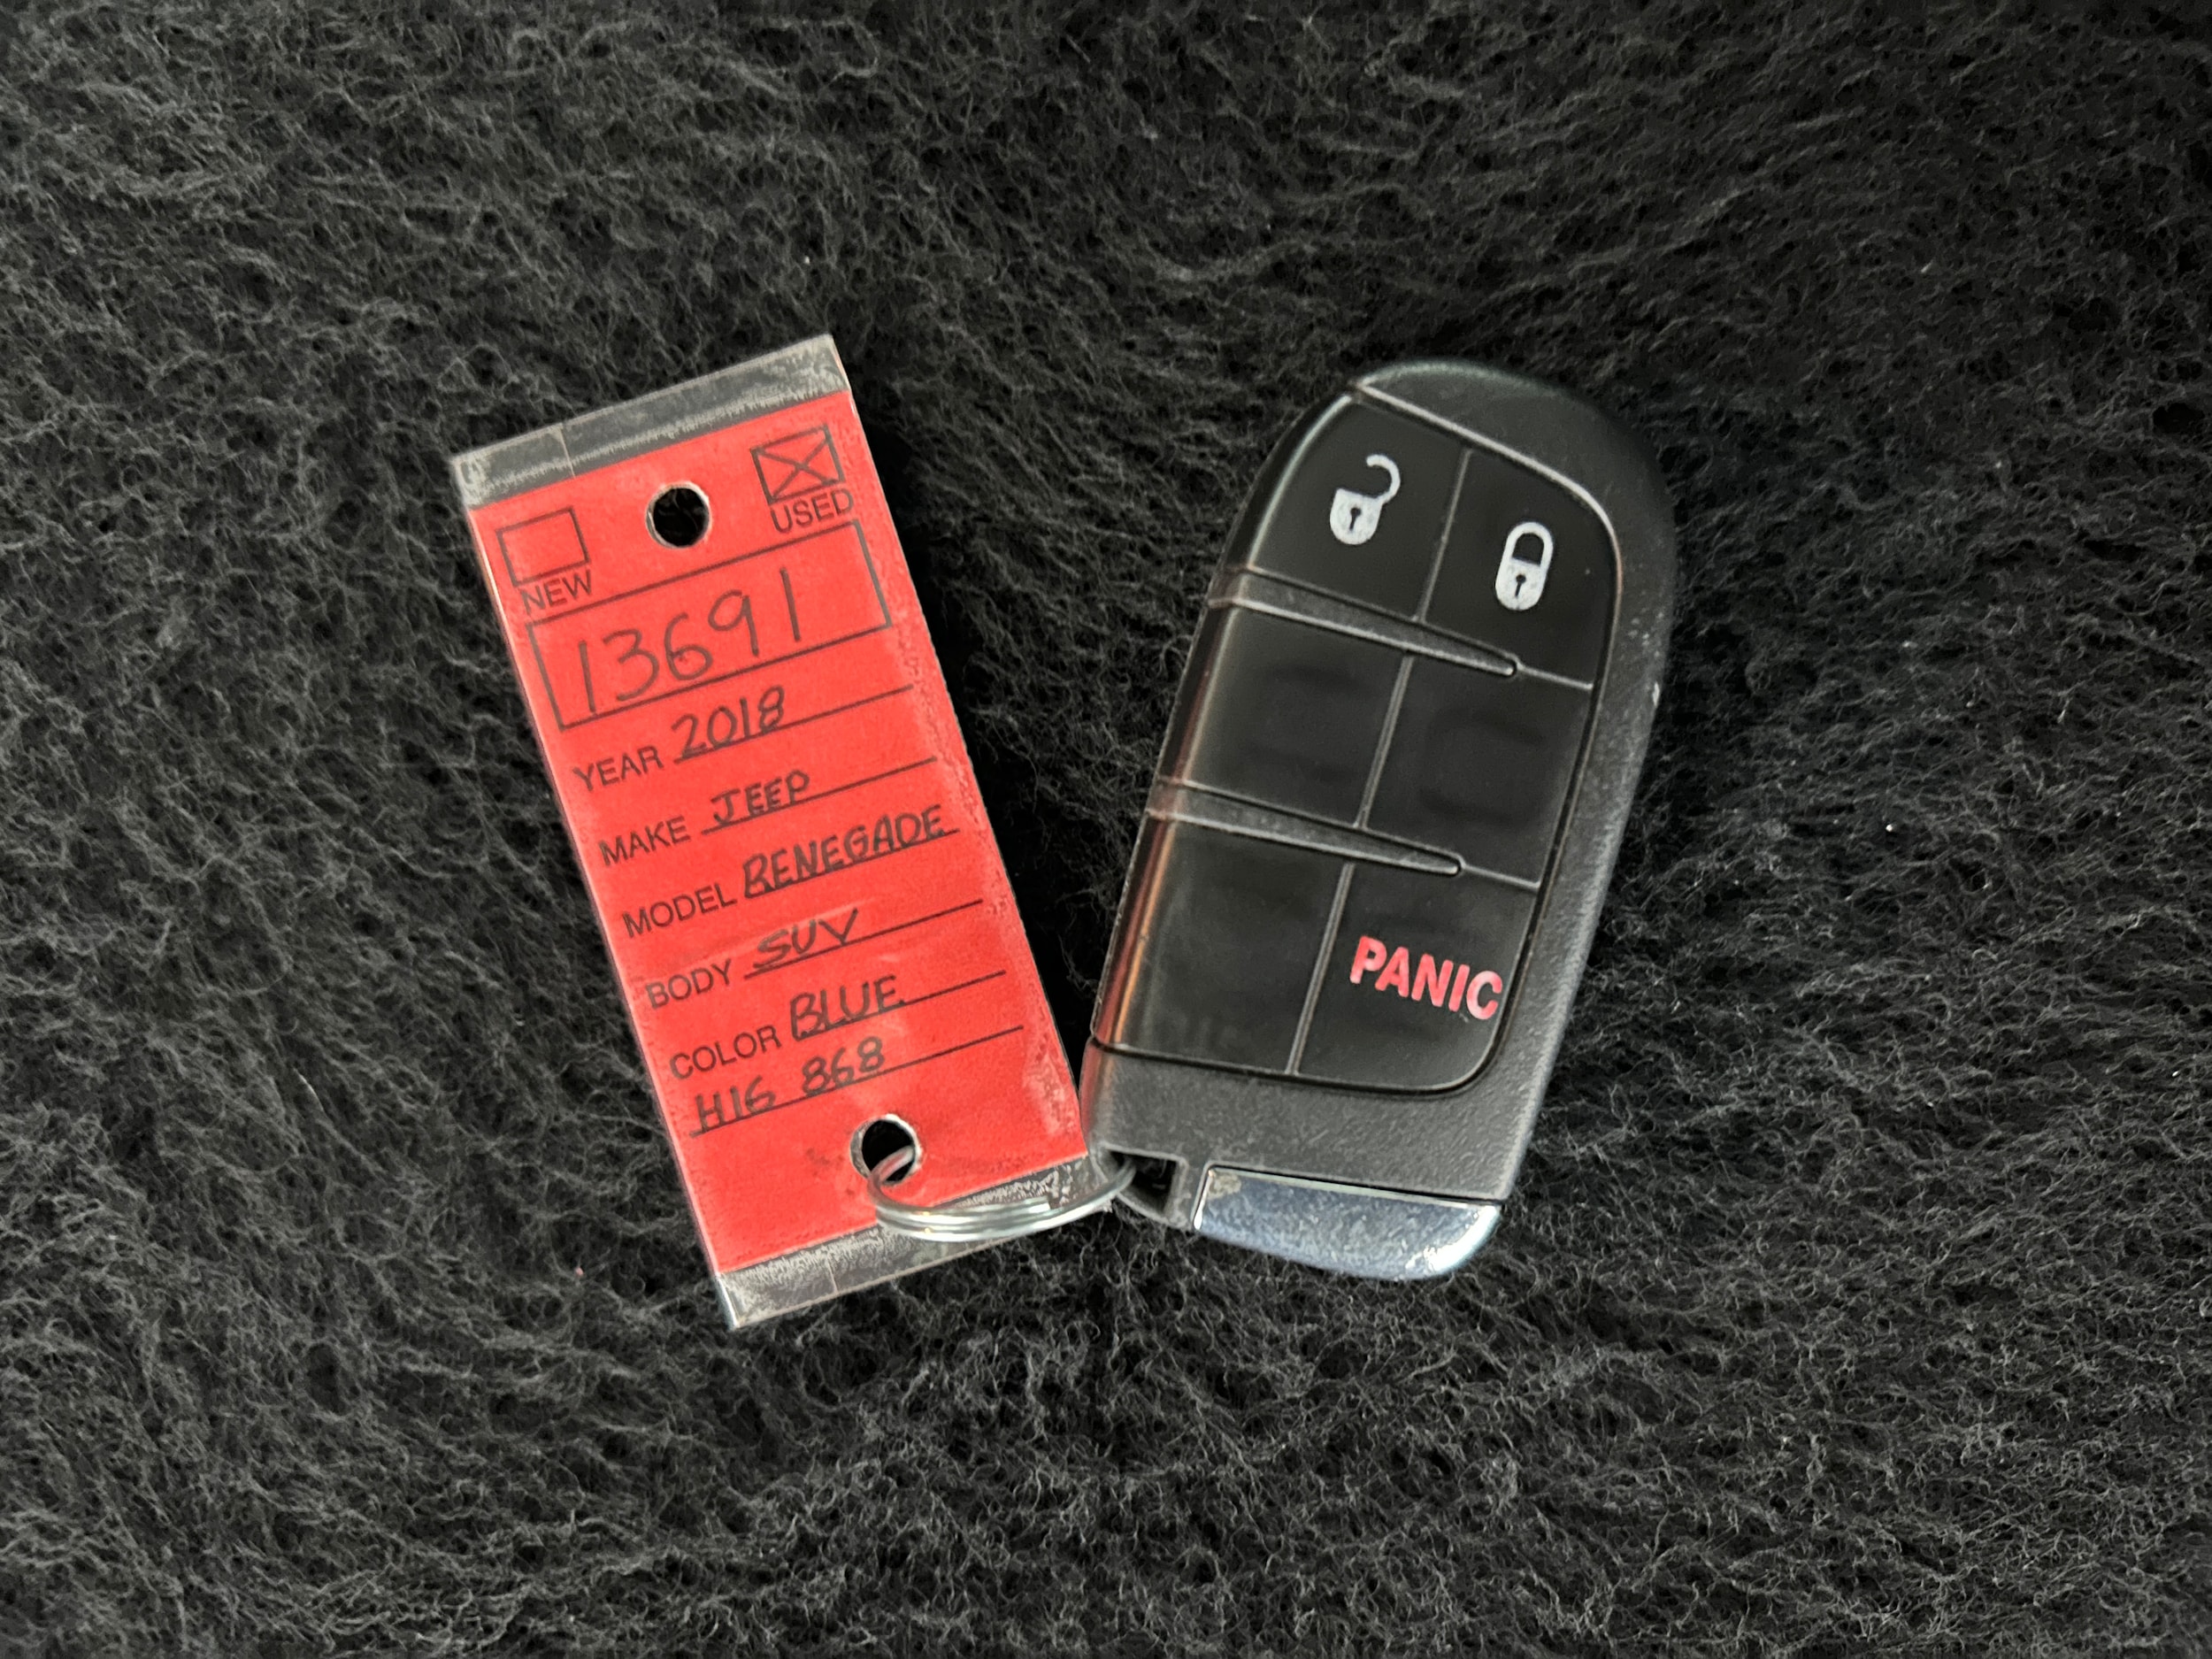 NEW USED
13691
YEAR 2018
MAKE JEEP
MODEL RENEGADE
BODY SUV
COLOR BLUE
H16 868
PANIC